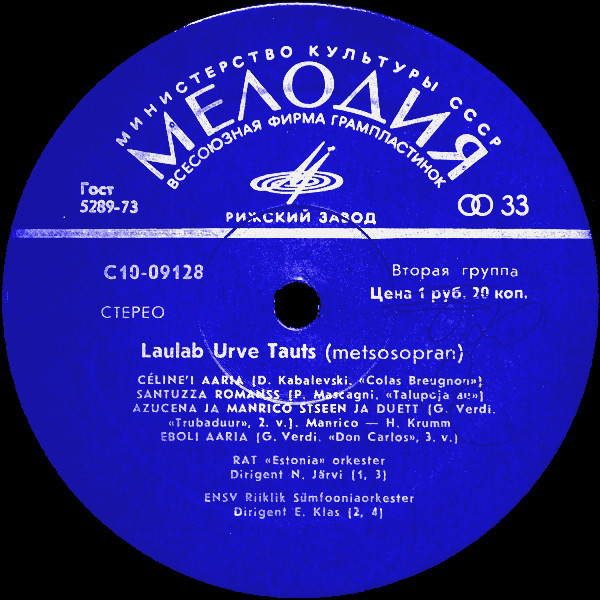 МИНИСТЕРСТВО КУЛЬТУРЫ СССР
МЕЛОДИЯ
ВСЕСОЮЗНАЯ ФИРМА ГРАМПЛАСТИНОК
Гост
5289-73
33
РИЖСКИЙ ЗАВОД
С10-09128
Вторая группа
Цена 1 руб. 20 коп.
СТЕРЕО
Laulab Urve Tauts (metsosopran)
CÉLINE'I AARIA (D. Kabalevski. «Colas Breugnon»)
SANTUZZA ROMANSS (P. Mascagni. «Talupoja au»)
AZUCENA JA MANRICO STSEEN JA DUETT (G. Verdi.
«Trubaduur», 2. v.). Manrico — H. Krumm
EBOLI AARIA (G. Verdi. «Don Carlos», 3. v.)
RAT «Estonia» orkester
Dirigent N. Järvi (1, 3)
ENSV Riiklik Sümfooniaorkester
Dirigent E. Klas (2, 4)